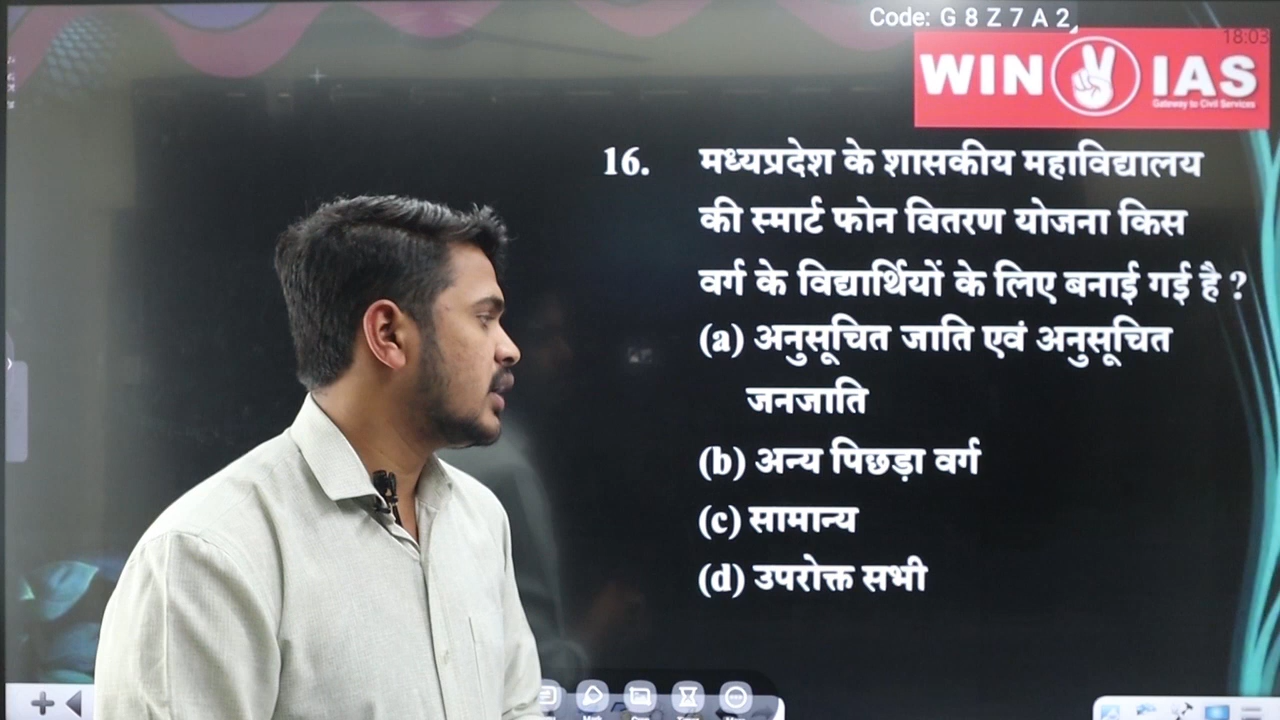 Code: G 8 Z 7 A 2
18:03
WIN IAS
Gateway to Civil Services
16. मध्यप्रदेश के शासकीय महाविद्यालय
की स्मार्ट फोन वितरण योजना किस
वर्ग के विद्यार्थियों के लिए बनाई गई है ?
(a) अनुसूचित जाति एवं अनुसूचित
जनजाति
(b) अन्य पिछड़ा वर्ग
(c) सामान्य
(d) उपरोक्त सभी